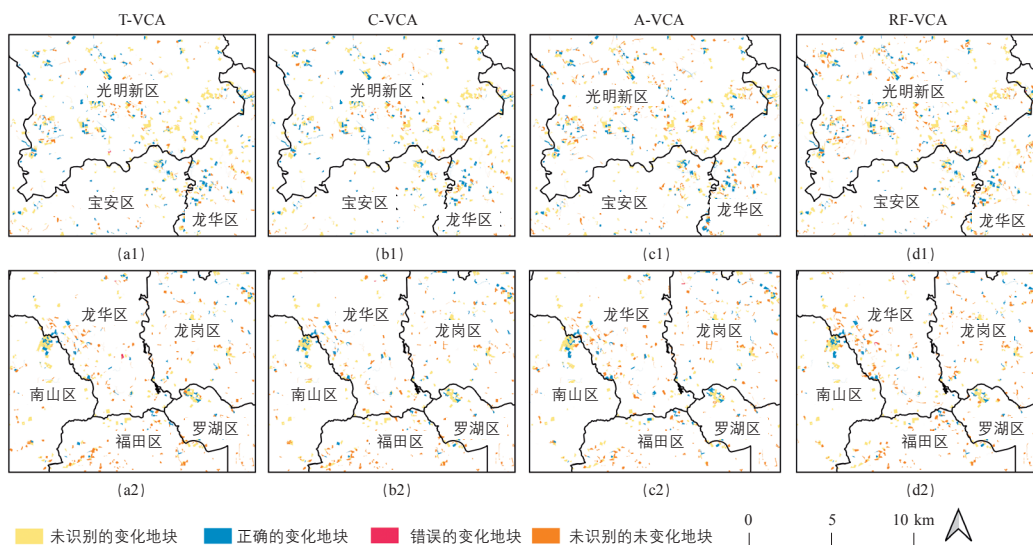 T-VCA C-VCA A-VCA RF-VCA
光明新区 光明新区 光明新区 光明新区
宝安区 宝安区 宝安区 宝安区
龙华区 龙华区 龙华区 龙华区
(a1) (b1) (c1) (d1)
龙华区 龙华区 龙华区 龙华区
龙岗区 龙岗区 龙岗区 龙岗区
南山区 南山区 南山区 南山区
罗湖区 罗湖区 罗湖区 罗湖区
福田区 福田区 福田区 福田区
(a2) (b2) (c2) (d2)
未识别的变化地块 正确的变化地块 错误的变化地块 未识别的未变化地块
0 5 10 km